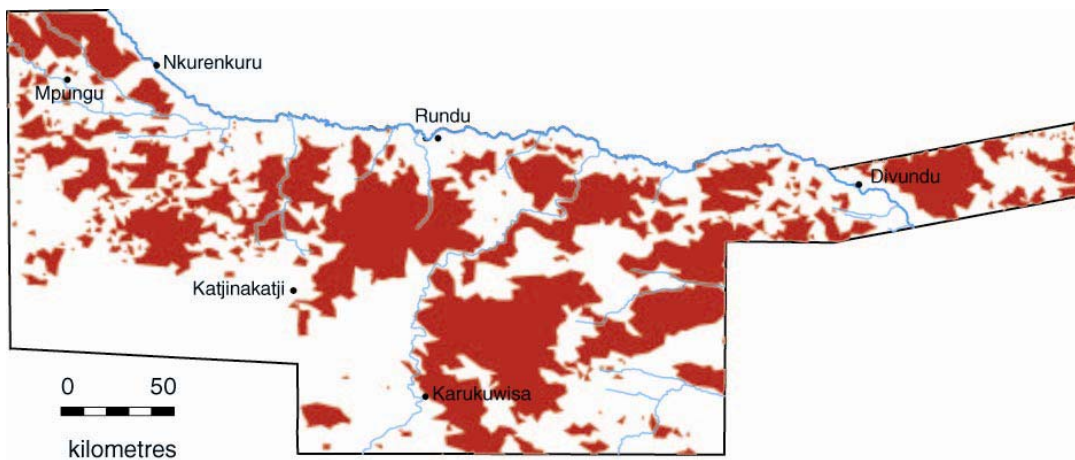 Nkurenkuru
Mpungu
Rundu
Divundu
Katjinakatji
Karukuwisa
0 50
kilometres